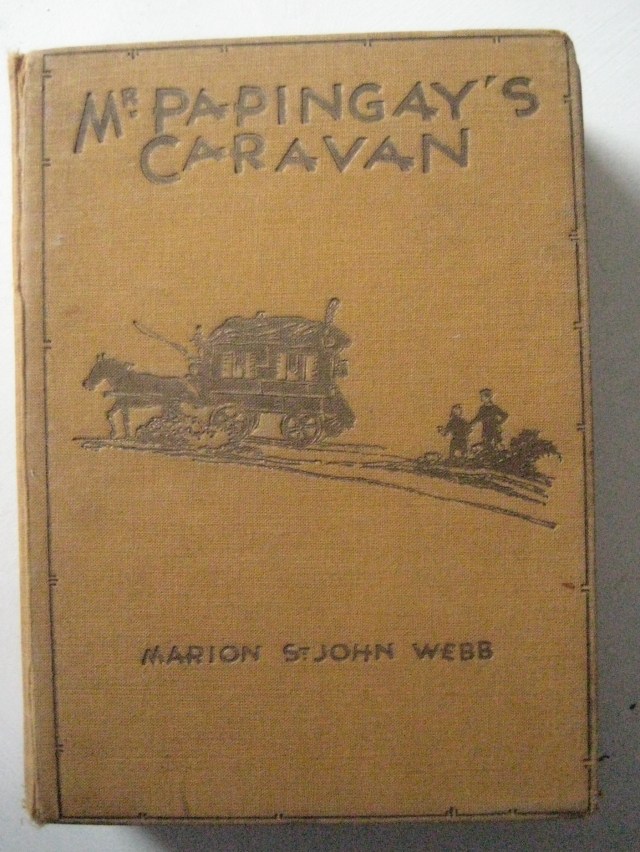 MR. PAPINGAY'S
CARAVAN
MARION ST JOHN WEBB